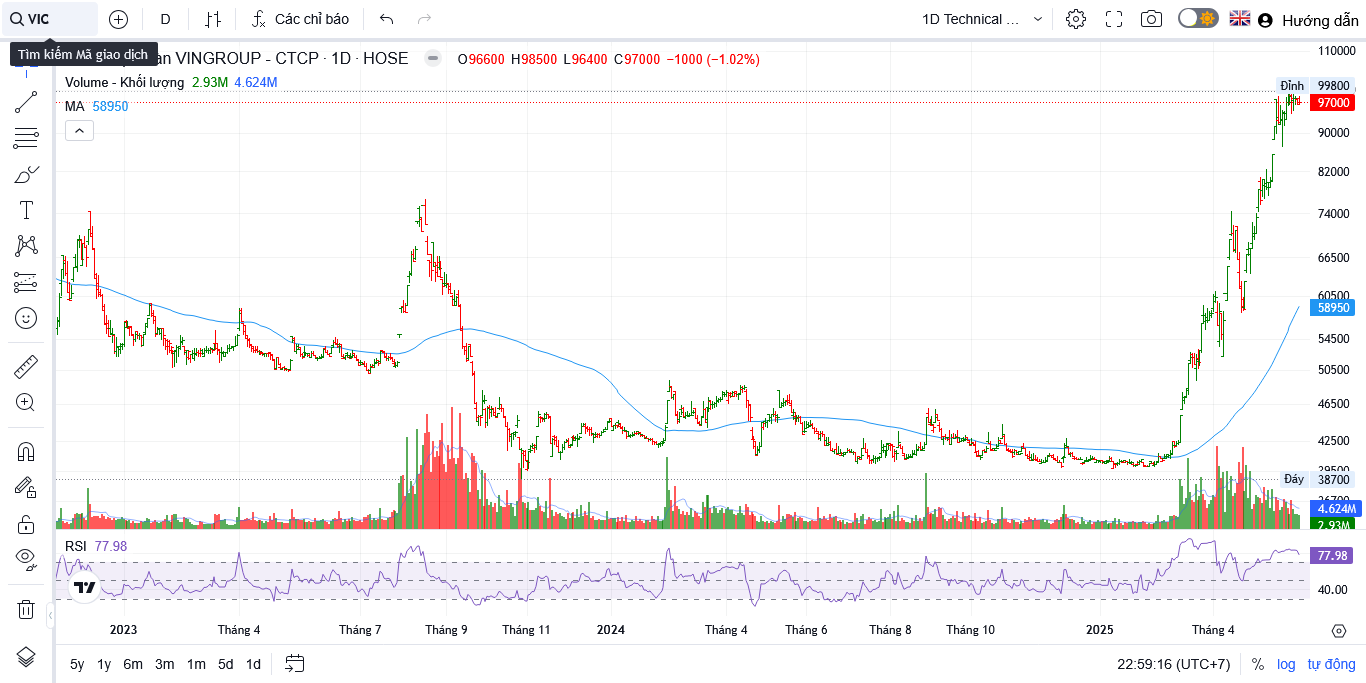 VIC D Các chỉ báo 1D Technical ... Hướng dẫn
Tìm kiếm Mã giao dịch
an VINGROUP - CTCP · 1D · HOSE O96600 H98500 L96400 C97000 −1000 (−1.02%)
Volume - Khối lượng 2.93M 4.624M
MA 58950
110000
Đỉnh 99800
97000
90000
82000
74000
66500
60500
58950
54500
50500
46500
42500
39500
Đáy 38700
36700
4.624M
2.93M
RSI 77.98
77.98
40.00
2023 Tháng 4 Tháng 7 Tháng 9 Tháng 11 2024 Tháng 4 Tháng 6 Tháng 8 Tháng 10 2025 Tháng 4
5y 1y 6m 3m 1m 5d 1d 22:59:16 (UTC+7) % log tự động